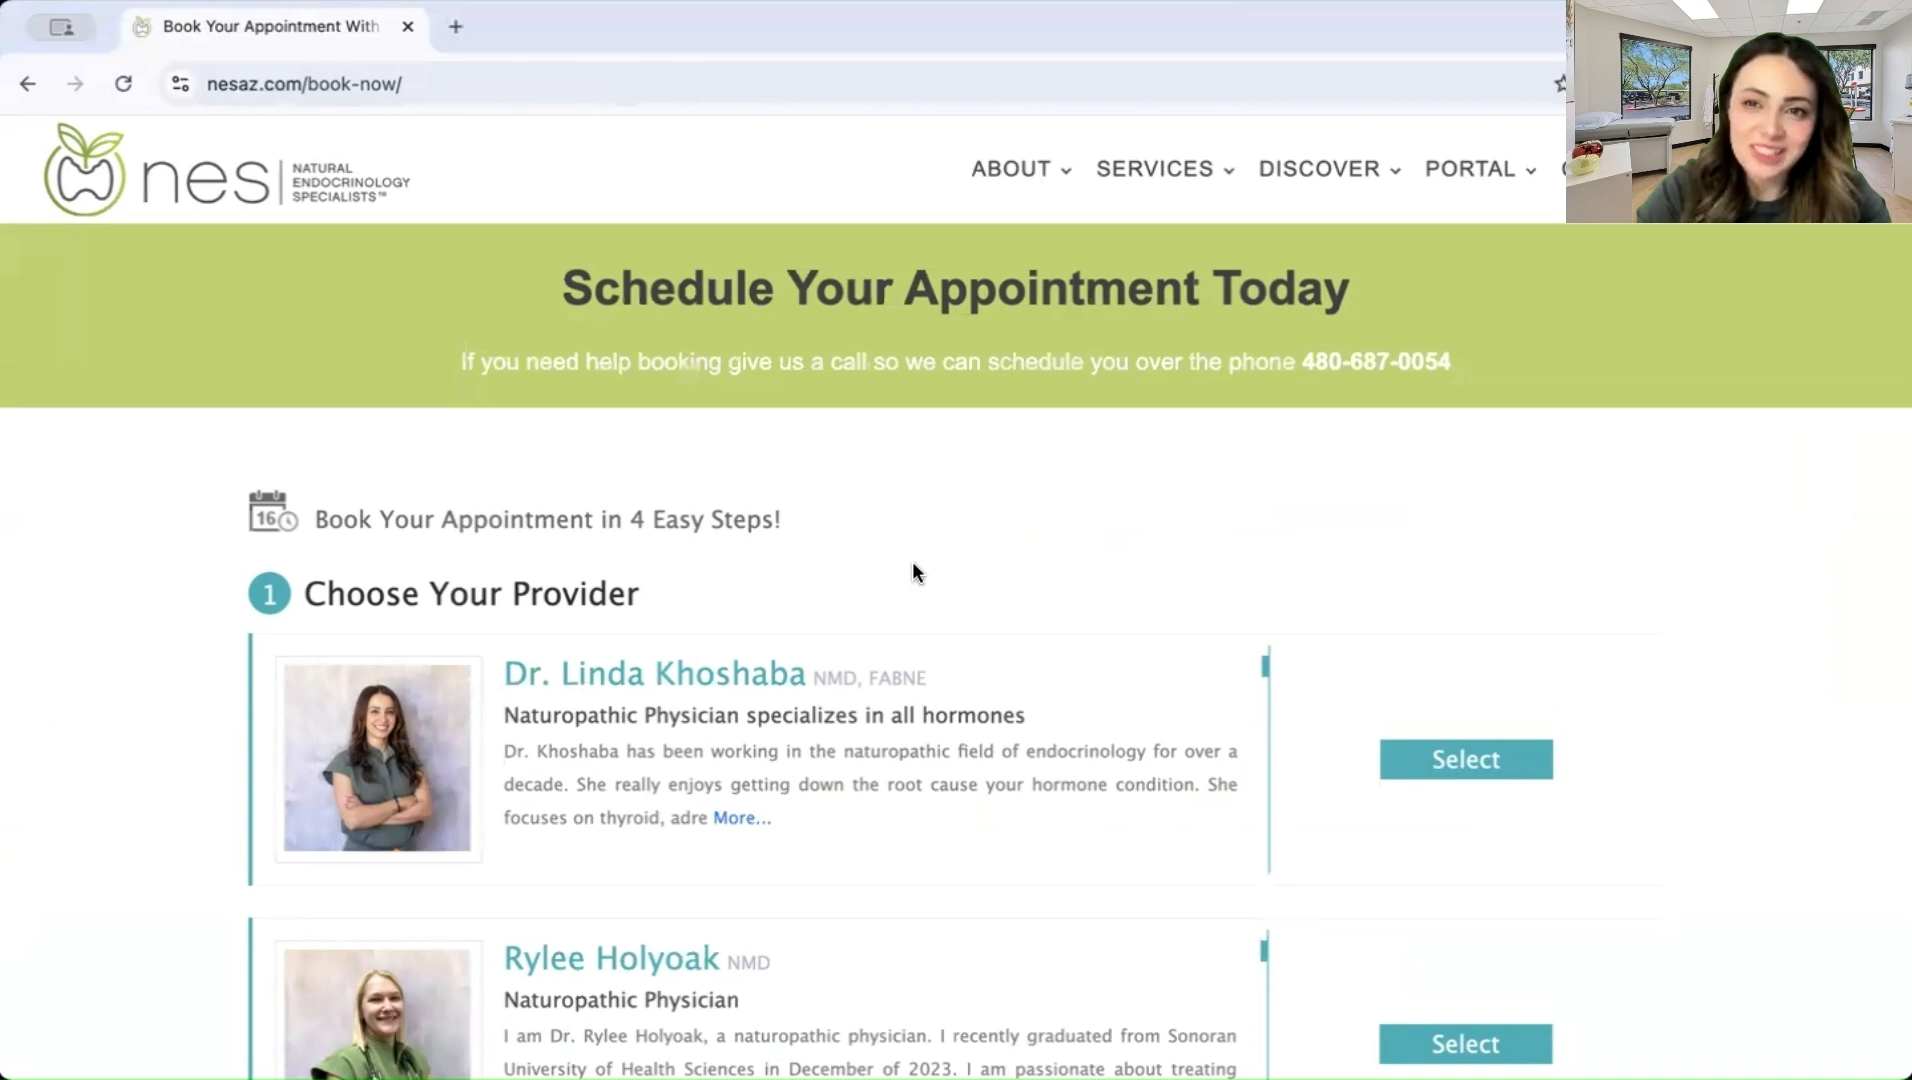 Book Your Appointment With
nesaz.com/book-now/
nes
NATURAL
ENDOCRINOLOGY
SPECIALISTS™
ABOUT
SERVICES
DISCOVER
PORTAL
Schedule Your Appointment Today
If you need help booking give us a call so we can schedule you over the phone 480-687-0054
16
Book Your Appointment in 4 Easy Steps!
1 Choose Your Provider
Dr. Linda Khoshaba NMD, FABNE
Naturopathic Physician specializes in all hormones
Dr. Khoshaba has been working in the naturopathic field of endocrinology for over a
decade. She really enjoys getting down the root cause your hormone condition. She
focuses on thyroid, adre More...
Select
Rylee Holyoak NMD
Naturopathic Physician
I am Dr. Rylee Holyoak, a naturopathic physician. I recently graduated from Sonoran
University of Health Sciences in December of 2023. I am passionate about treating
Select